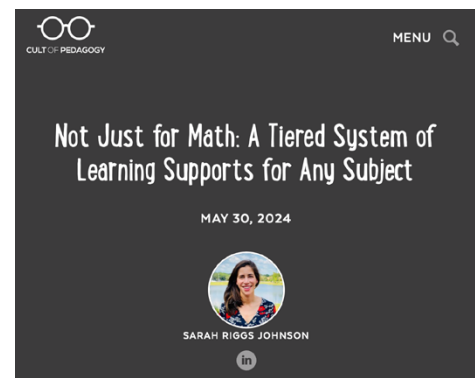 CULT OF PEDAGOGY
MENU
Not Just for Math: A Tiered System of
Learning Supports for Any Subject
MAY 30, 2024
SARAH RIGGS JOHNSON
in